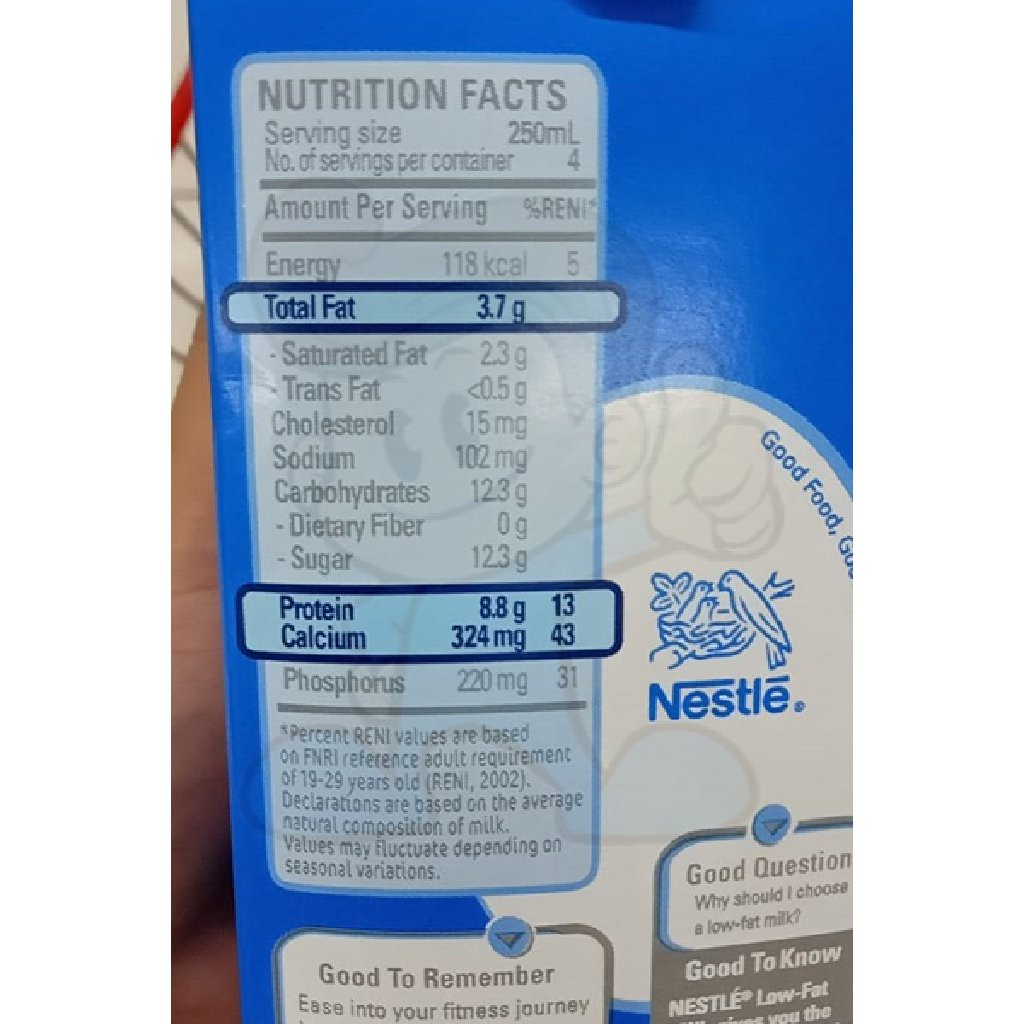 NUTRITION FACTS
Serving size 250mL
No. of servings per container 4
Amount Per Serving %RENI*
Energy 118 kcal 5
Total Fat 3.7 g
- Saturated Fat 2.3 g
- Trans Fat <0.5 g
Cholesterol 15 mg
Sodium 102 mg
Carbohydrates 12.3 g
- Dietary Fiber 0 g
- Sugar 12.3 g
Protein 8.8 g 13
Calcium 324 mg 43
Phosphorus 220 mg 31
*Percent RENI values are based
on FNRI reference adult requirement
of 19-29 years old (RENI, 2002).
Declarations are based on the average
natural composition of milk.
Values may fluctuate depending on
seasonal variations.
Good Food,
Nestlé®
Good To Remember
Ease into your fitness journey
Good Question
Why should I choose
a low-fat milk?
Good To Know
NESTLÉ® Low-Fat
gives you the